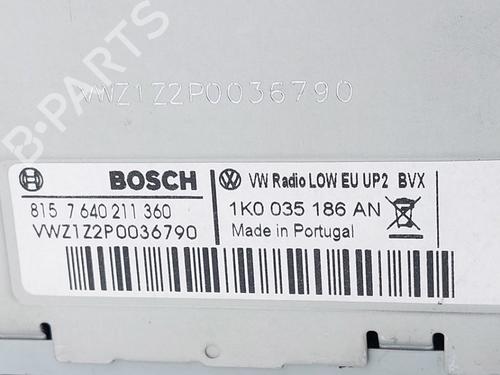 VWZ1Z2P0036790
B-PARTS
BOSCH
VW Radio LOW EU UP2 BVX
815 7 640 211 360
1K0 035 186 AN
VWZ1Z2P0036790
Made in Portugal